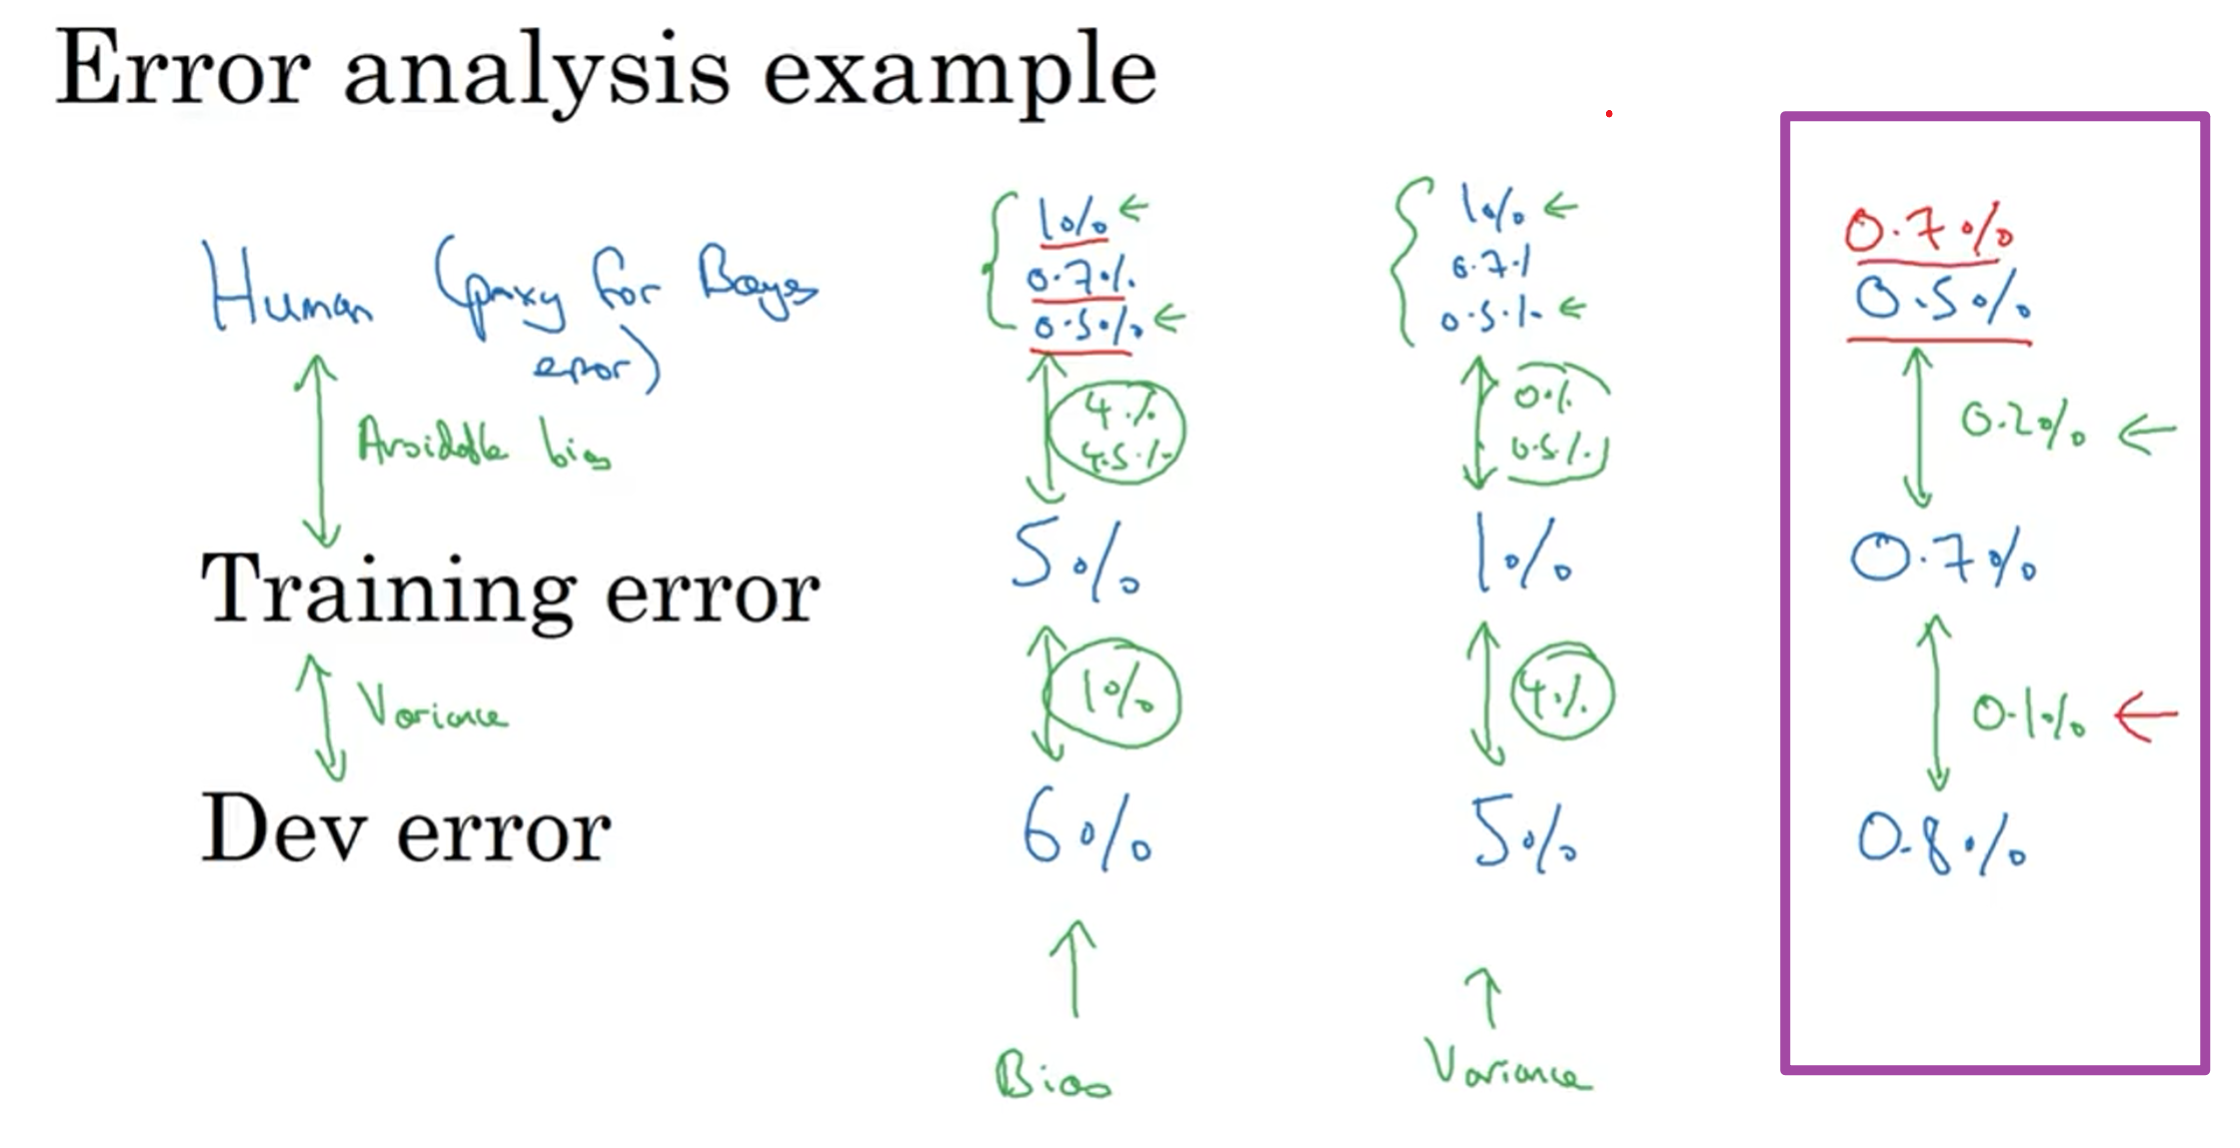 Error analysis example
Human (proxy for Bayes
error)
Avoidable bias
Training error
Variance
Dev error
1%
0.7%
0.5%
4%
4.5%
5%
1%
6%
Bias
1%
0.7%
0.5%
0%
0.5%
1%
4%
5%
Variance
0.7%
0.5%
0.2%
0.7%
0.1%
0.8%